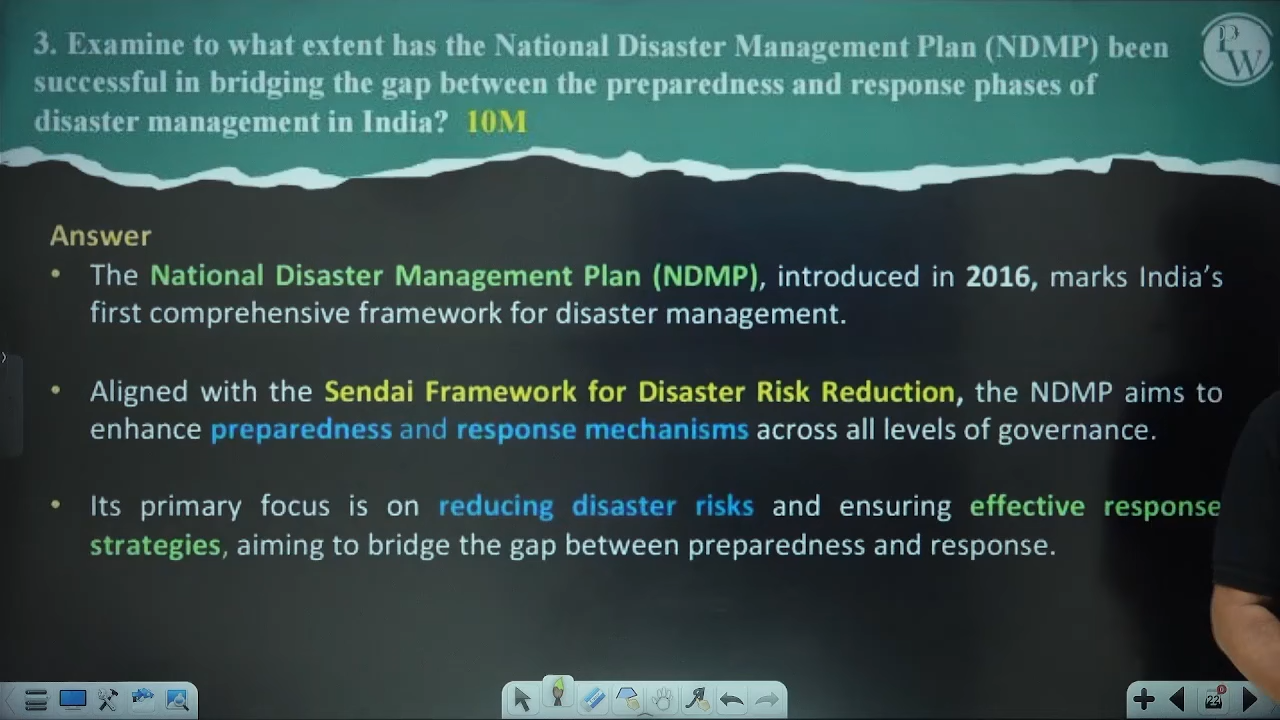 3. Examine to what extent has the National Disaster Management Plan (NDMP) been
successful in bridging the gap between the preparedness and response phases of
disaster management in India? 10M
PW
Answer
• The National Disaster Management Plan (NDMP), introduced in 2016, marks India's
first comprehensive framework for disaster management.
• Aligned with the Sendai Framework for Disaster Risk Reduction, the NDMP aims to
enhance preparedness and response mechanisms across all levels of governance.
• Its primary focus is on reducing disaster risks and ensuring effective response
strategies, aiming to bridge the gap between preparedness and response.
22